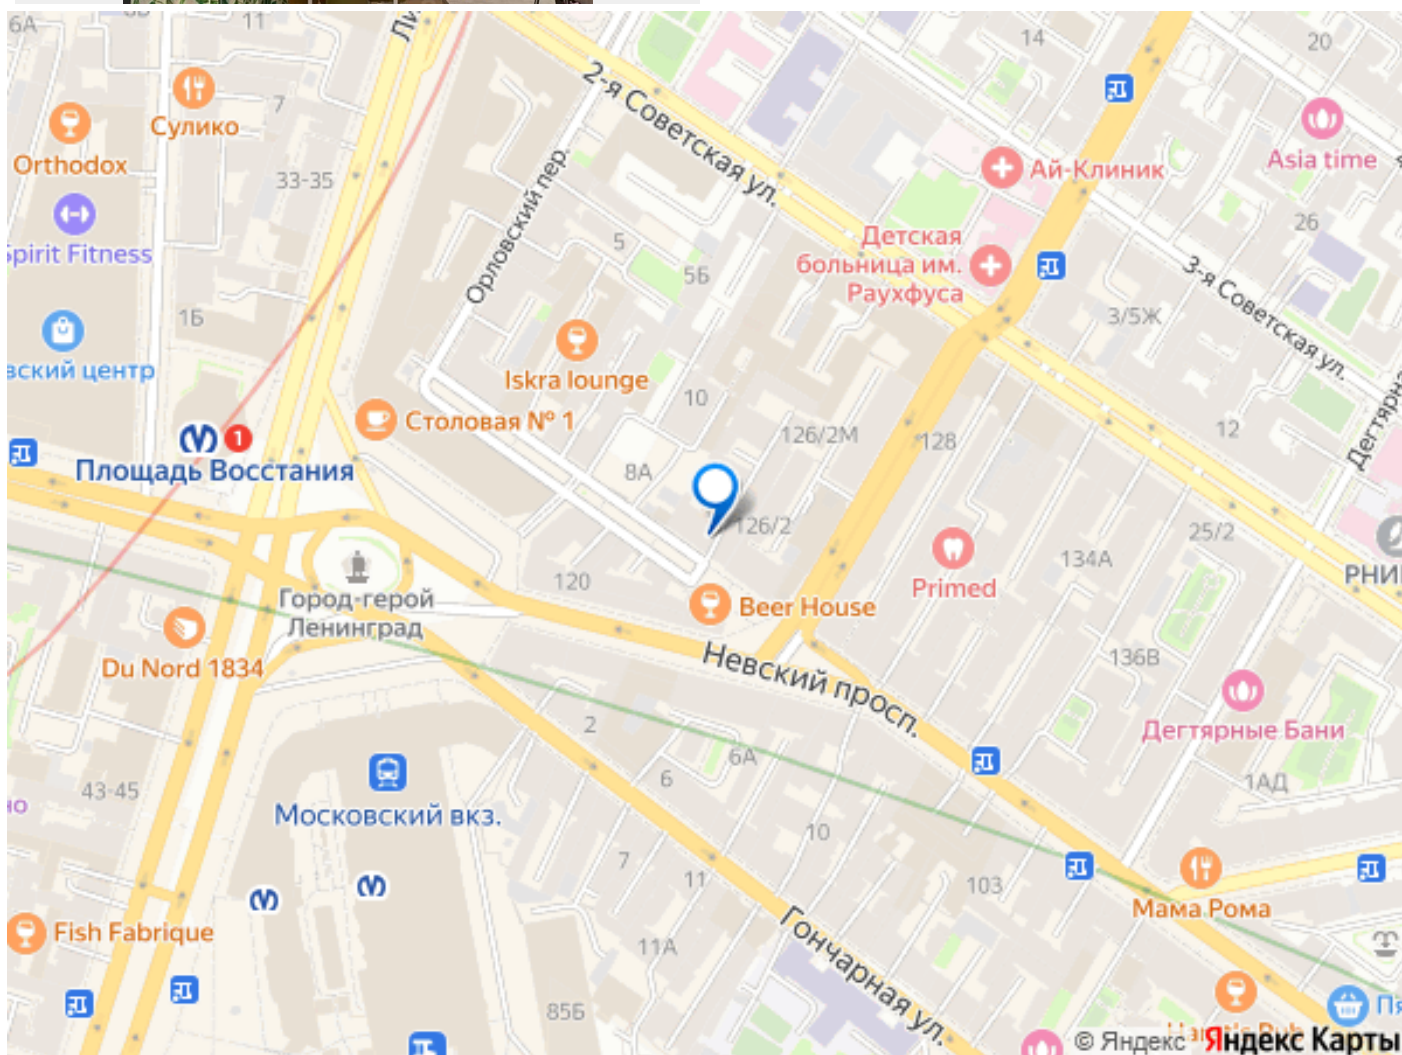 6А
11
Сулико
7
Orthodox
33-35
Spirit Fitness
1Б
вский центр
Столовая № 1
1
Площадь Восстания
Город-герой
Ленинград
Du Nord 1834
43-45
но
Московский вкз.
Fish Fabrique
2-я Советская ул.
Орловский пер.
5
5Б
Iskra lounge
10
8А
126/2М
126/2
120
Beer House
Невский просп.
2
6А
6
7
10
11
11А
85Б
103
Гончарная ул.
14
20
Ай-Клиник
Asia time
26
Детская
больница им.
Раухфуса
3-я Советская ул.
3/5Ж
128
12
Primed
134А
25/2
136В
Дегтярные Бани
1АД
Мама Рома
© Яндекс
Яндекс Карты